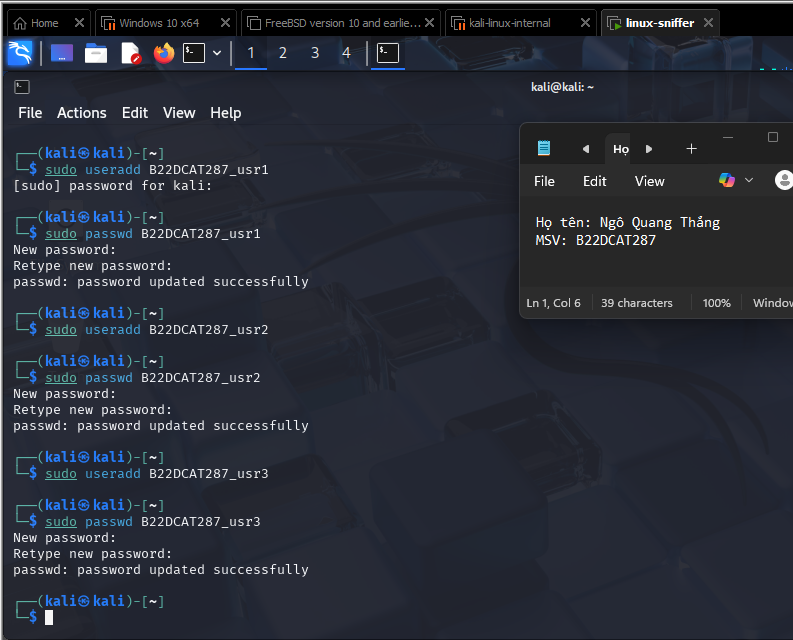 Home
Windows 10 x64
FreeBSD version 10 and earlie...
kali-linux-internal
linux-sniffer
1 2 3 4
kali@kali: ~
File Actions Edit View Help
┌──(kali㉿kali)-[~]
└─$ sudo useradd B22DCAT287_usr1
[sudo] password for kali:
┌──(kali㉿kali)-[~]
└─$ sudo passwd B22DCAT287_usr1
New password:
Retype new password:
passwd: password updated successfully
┌──(kali㉿kali)-[~]
└─$ sudo useradd B22DCAT287_usr2
┌──(kali㉿kali)-[~]
└─$ sudo passwd B22DCAT287_usr2
New password:
Retype new password:
passwd: password updated successfully
┌──(kali㉿kali)-[~]
└─$ sudo useradd B22DCAT287_usr3
┌──(kali㉿kali)-[~]
└─$ sudo passwd B22DCAT287_usr3
New password:
Retype new password:
passwd: password updated successfully
┌──(kali㉿kali)-[~]
└─$
Họ
File Edit View
Họ tên: Ngô Quang Thắng
MSV: B22DCAT287
Ln 1, Col 6 39 characters 100% Window